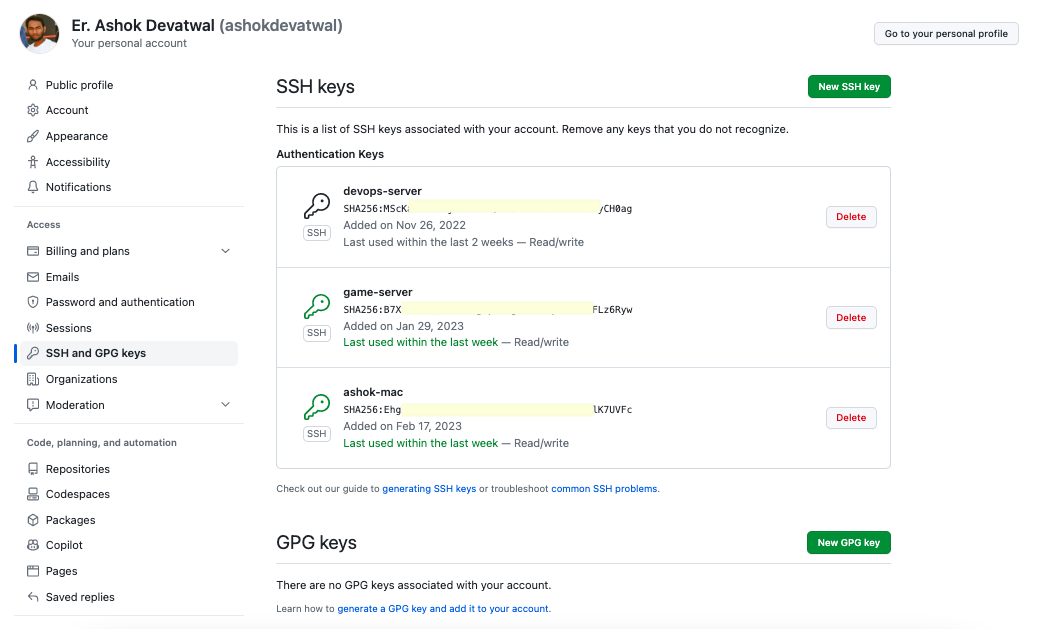 Er. Ashok Devatwal (ashokdevatwal)
Your personal account
Go to your personal profile
Public profile
Account
Appearance
Accessibility
Notifications
Access
Billing and plans
Emails
Password and authentication
Sessions
SSH and GPG keys
Organizations
Moderation
Code, planning, and automation
Repositories
Codespaces
Packages
Copilot
Pages
Saved replies
SSH keys
New SSH key
This is a list of SSH keys associated with your account. Remove any keys that you do not recognize.
Authentication Keys
devops-server
SHA256:MScK yCH0ag
Added on Nov 26, 2022
Last used within the last 2 weeks — Read/write
SSH
Delete
game-server
SHA256:B7X FLz6Ryw
Added on Jan 29, 2023
Last used within the last week — Read/write
SSH
Delete
ashok-mac
SHA256:Ehg lK7UVFc
Added on Feb 17, 2023
Last used within the last week — Read/write
SSH
Delete
Check out our guide to generating SSH keys or troubleshoot common SSH problems.
GPG keys
New GPG key
There are no GPG keys associated with your account.
Learn how to generate a GPG key and add it to your account.